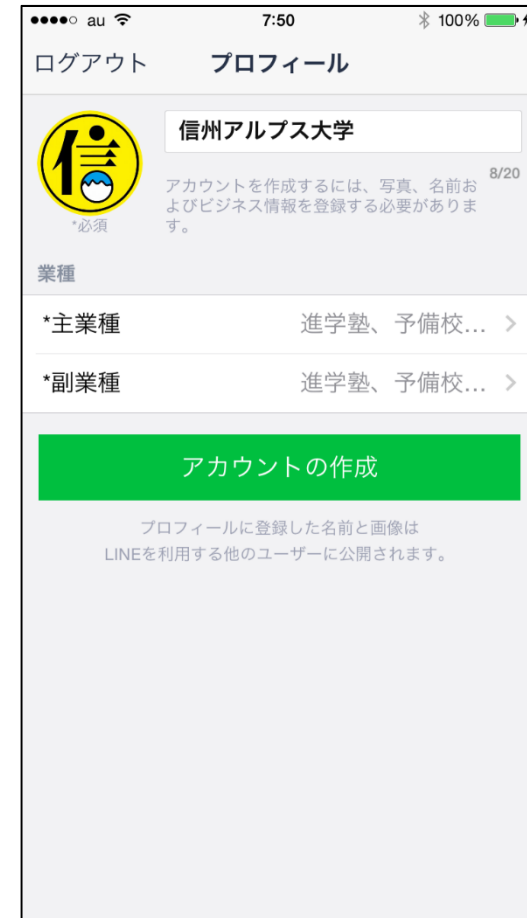 au 7:50 100%
ログアウト プロフィール
信
信州アルプス大学
8/20
アカウントを作成するには、写真、名前お
よびビジネス情報を登録する必要がありま
す。
*必須
業種
*主業種 進学塾、予備校...
*副業種 進学塾、予備校...
アカウントの作成
プロフィールに登録した名前と画像は
LINEを利用する他のユーザーに公開されます。